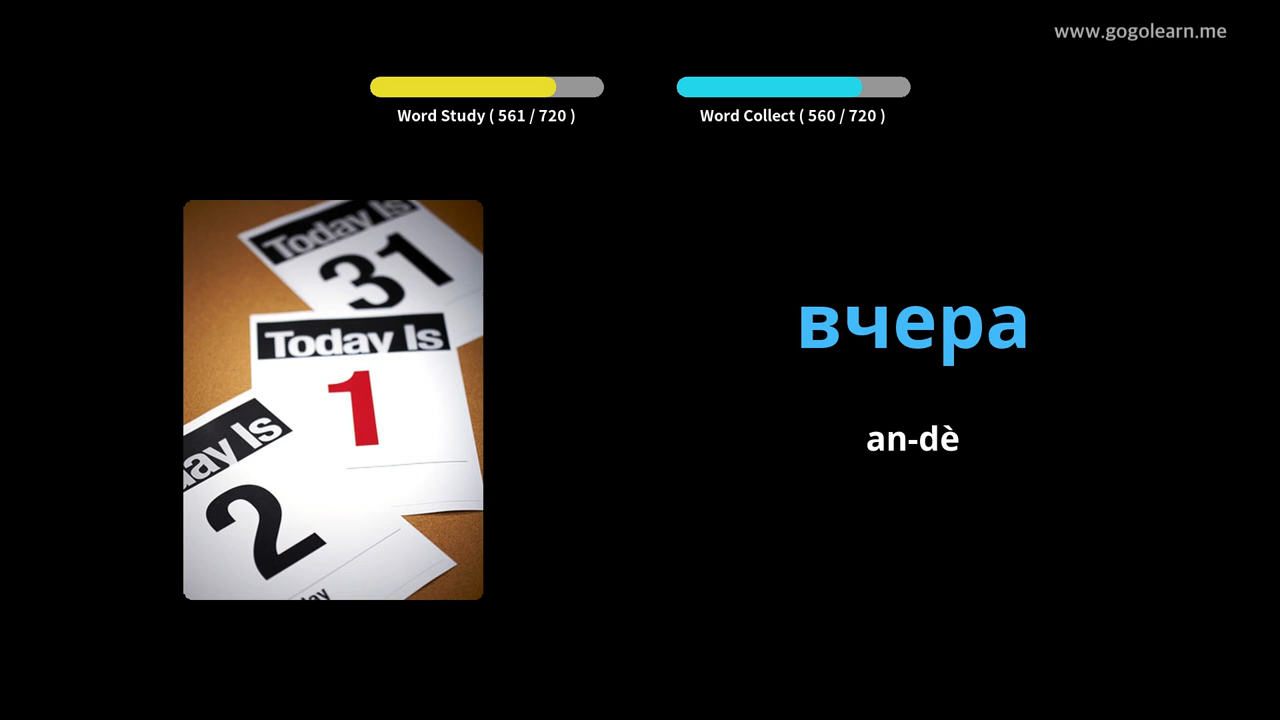 www.gogolearn.me
Word Study ( 561 / 720 )
Word Collect ( 560 / 720 )
Today Is
31
Today Is
1
ay Is
2
ay
вчера
an-dè